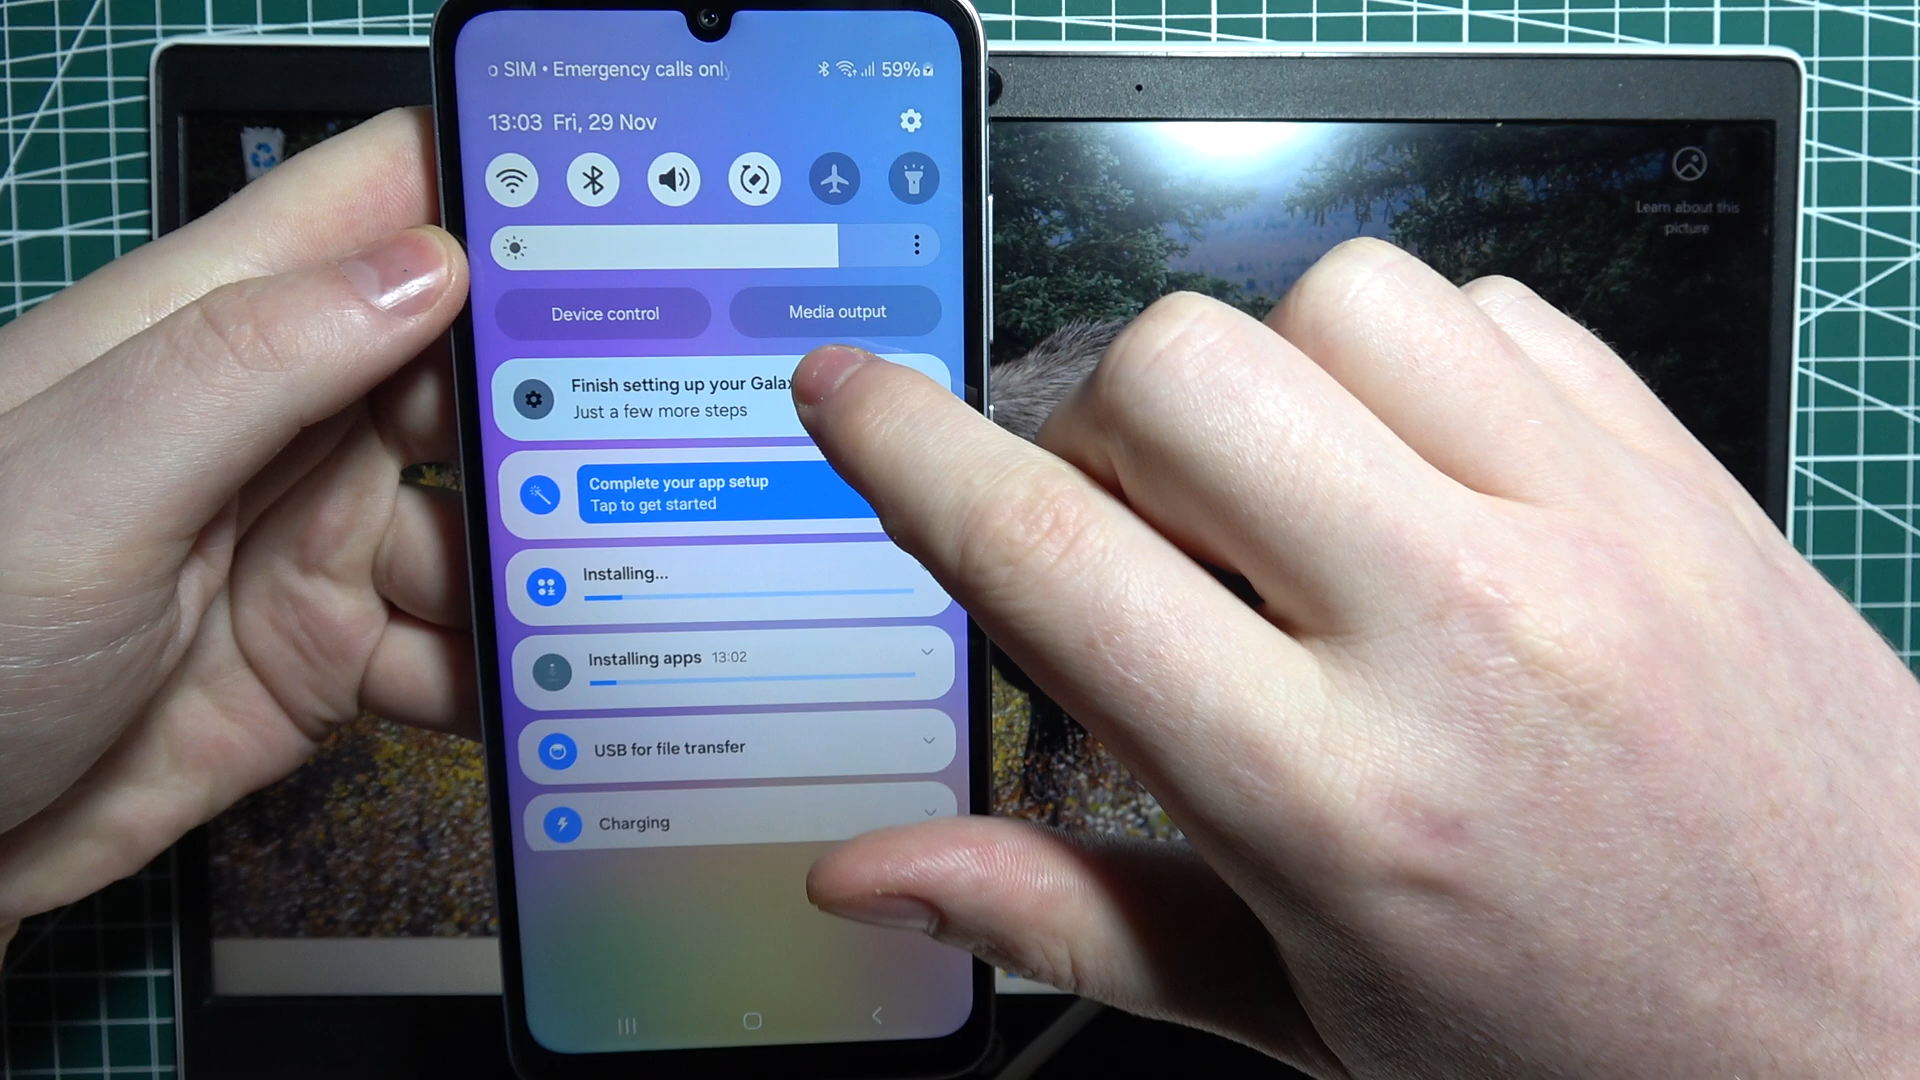 o SIM • Emergency calls only
59%
13:03 Fri, 29 Nov
Device control
Media output
Finish setting up your Gala
Just a few more steps
Complete your app setup
Tap to get started
Installing...
Installing apps 13:02
USB for file transfer
Charging
Learn about this
picture